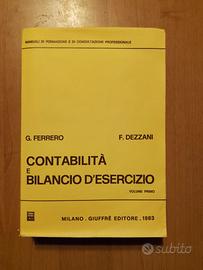 MANUALI DI FORMAZIONE E DI CONSULTAZIONE PROFESSIONALE
G. FERRERO F. DEZZANI
CONTABILITÀ
E
BILANCIO D'ESERCIZIO
VOLUME PRIMO
MILANO - GIUFFRÈ EDITORE, 1983
subito